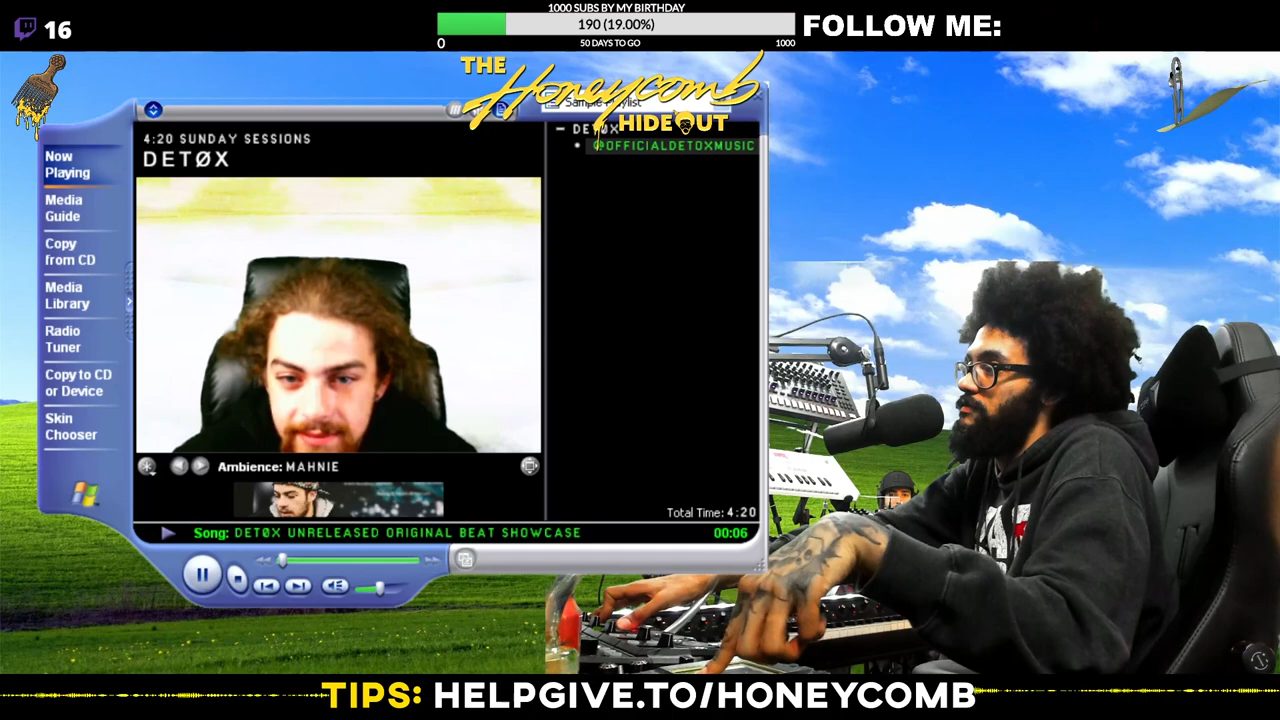 16
1000 SUBS BY MY BIRTHDAY
190 (19.00%)
0
50 DAYS TO GO
1000
FOLLOW ME:
THE
Honeycomb
HIDEOUT
Sample Playlist
4:20 SUNDAY SESSIONS
DETØX
DETØX
@OFFICIALDETOXMUSIC
Now
Playing
Media
Guide
Copy
from CD
Media
Library
Radio
Tuner
Copy to CD
or Device
Skin
Chooser
Ambience: MAHNIE
Total Time: 4:20
Song: DETØX UNRELEASED ORIGINAL BEAT SHOWCASE
00:06
TIPS: HELPGIVE.TO/HONEYCOMB